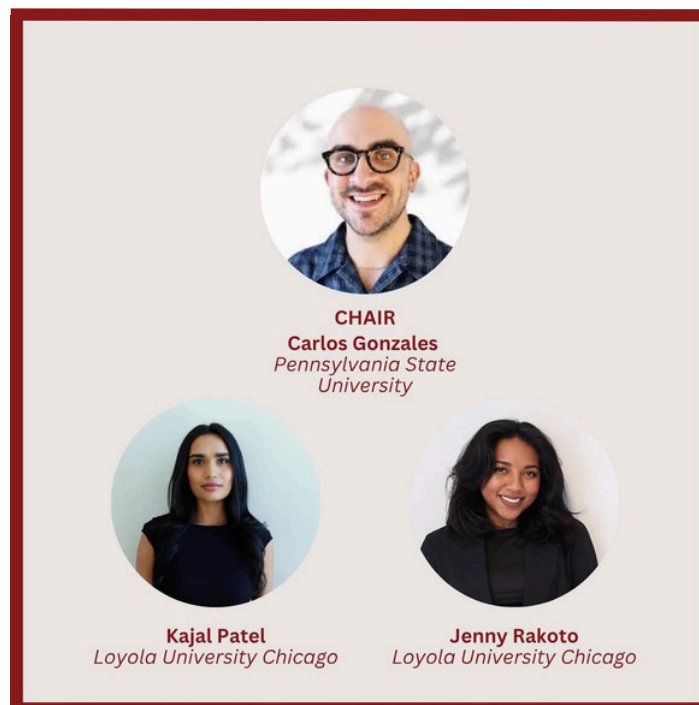 CHAIR
Carlos Gonzales
Pennsylvania State
University
Kajal Patel
Loyola University Chicago
Jenny Rakoto
Loyola University Chicago